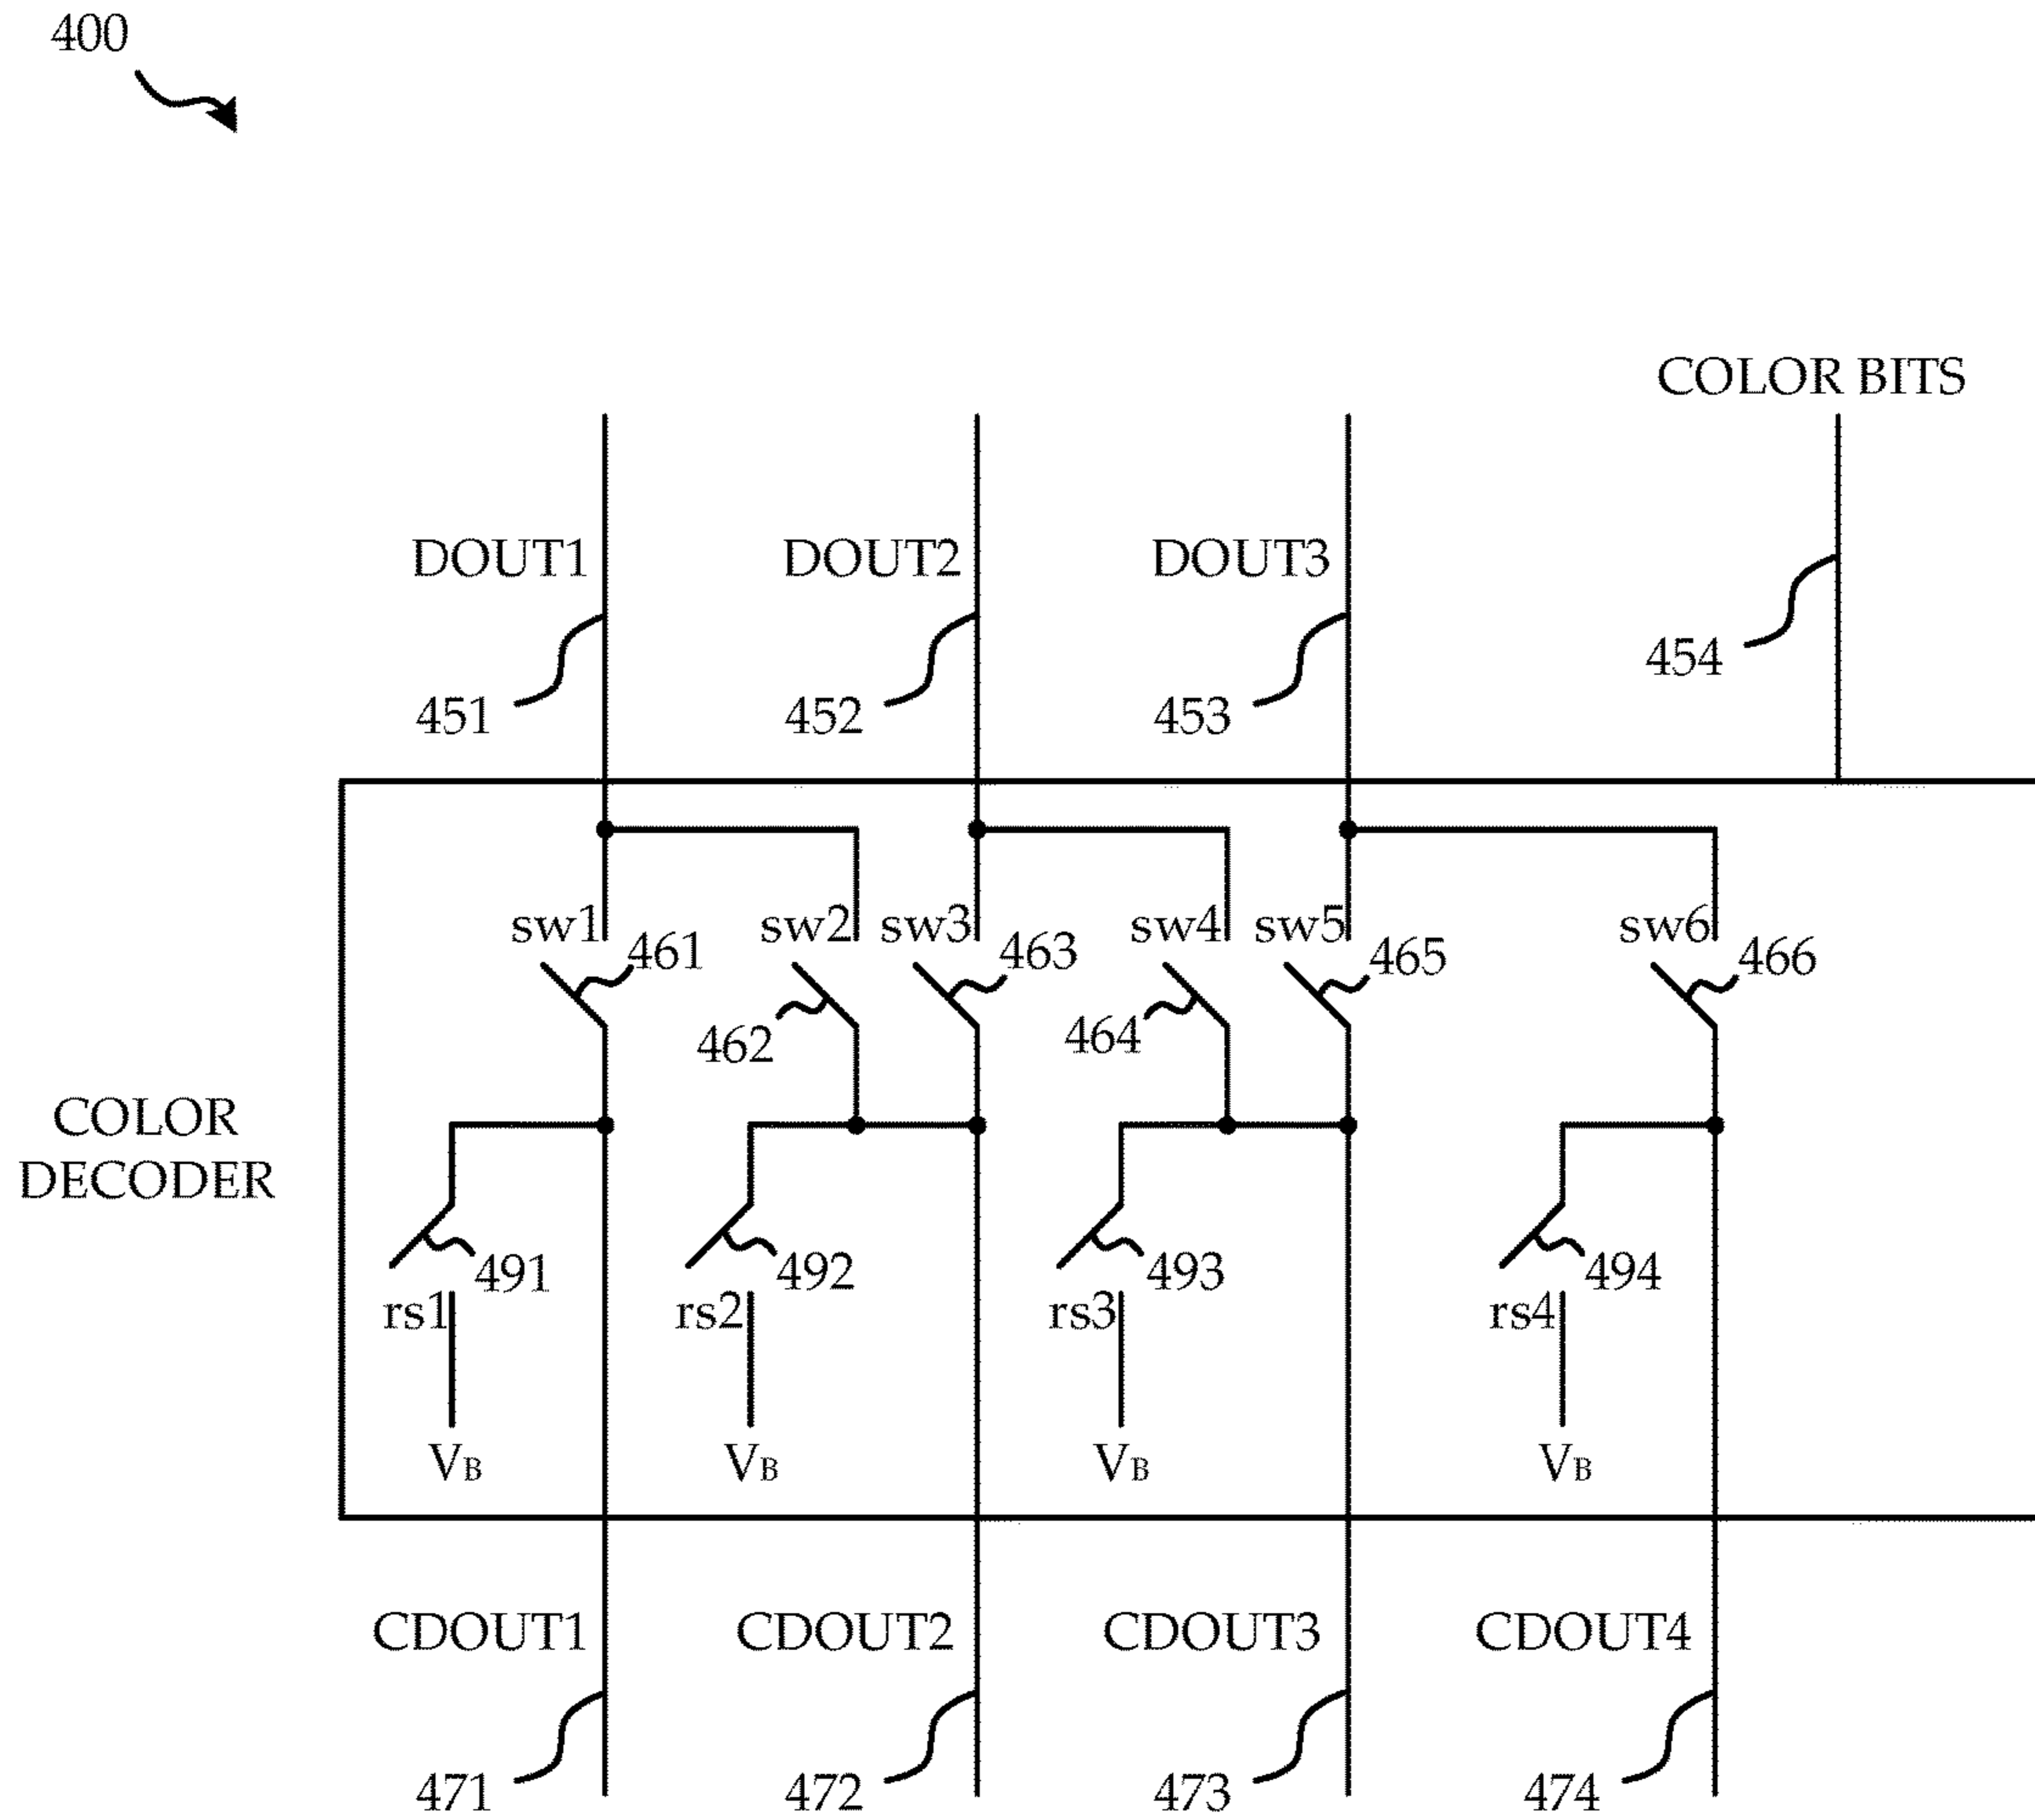 400
COLOR BITS
DOUT1
DOUT2
DOUT3
451
452
453
454
sw1
sw2
sw3
sw4
sw5
sw6
461
462
463
464
465
466
COLOR
DECODER
491
492
493
494
rs1
rs2
rs3
rs4
VB
VB
VB
VB
CDOUT1
CDOUT2
CDOUT3
CDOUT4
471
472
473
474